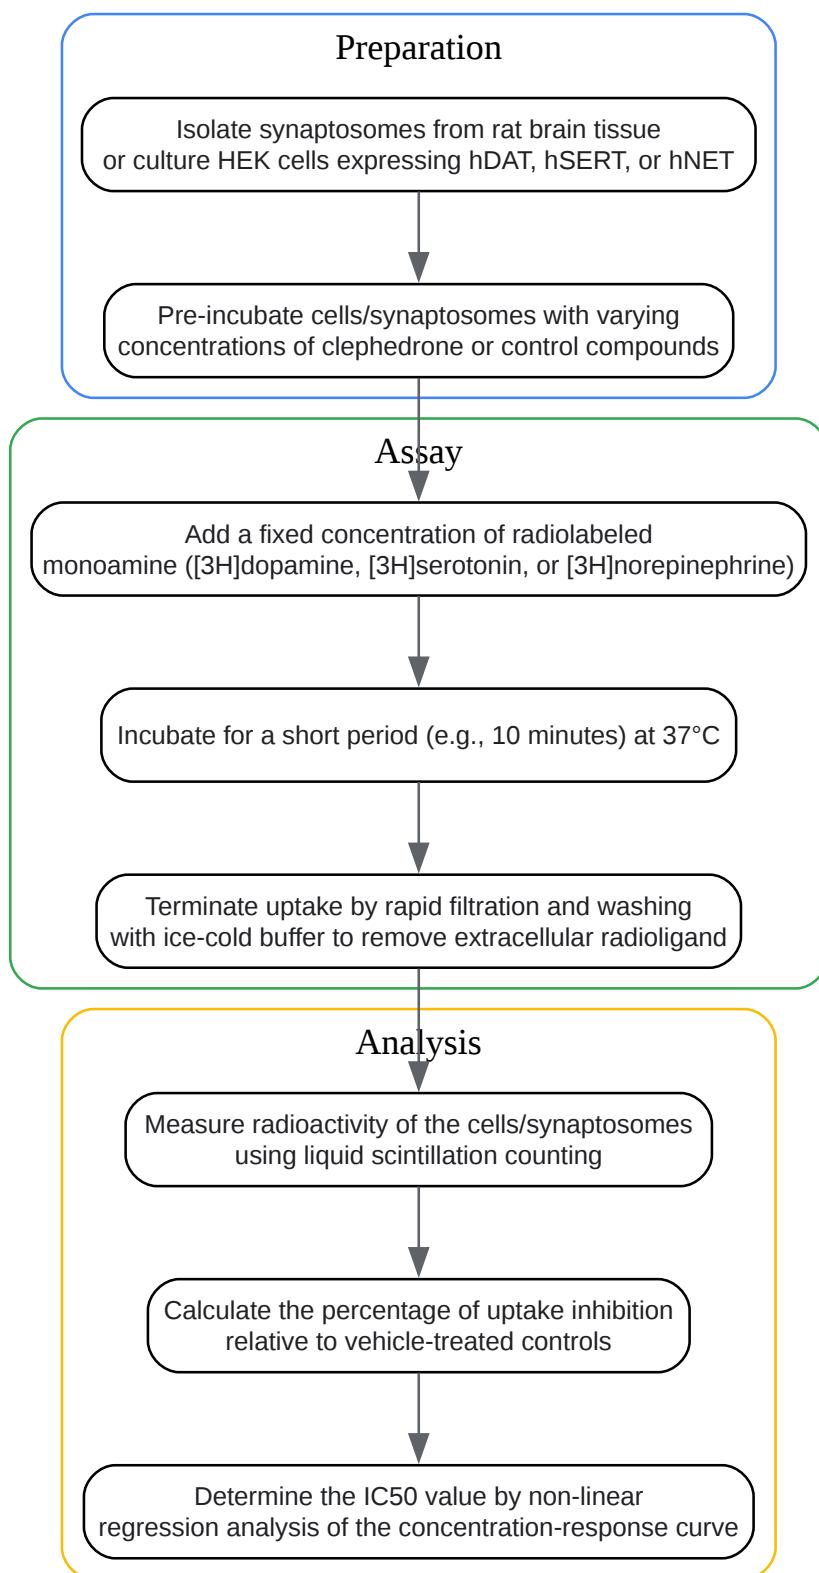 Preparation
Isolate synaptosomes from rat brain tissue
or culture HEK cells expressing hDAT, hSERT, or hNET
Pre-incubate cells/synaptosomes with varying
concentrations of clephedrone or control compounds
Assay
Add a fixed concentration of radiolabeled
monoamine ([3H]dopamine, [3H]serotonin, or [3H]norepinephrine)
Incubate for a short period (e.g., 10 minutes) at 37°C
Terminate uptake by rapid filtration and washing
with ice-cold buffer to remove extracellular radioligand
Analysis
Measure radioactivity of the cells/synaptosomes
using liquid scintillation counting
Calculate the percentage of uptake inhibition
relative to vehicle-treated controls
Determine the IC50 value by non-linear
regression analysis of the concentration-response curve